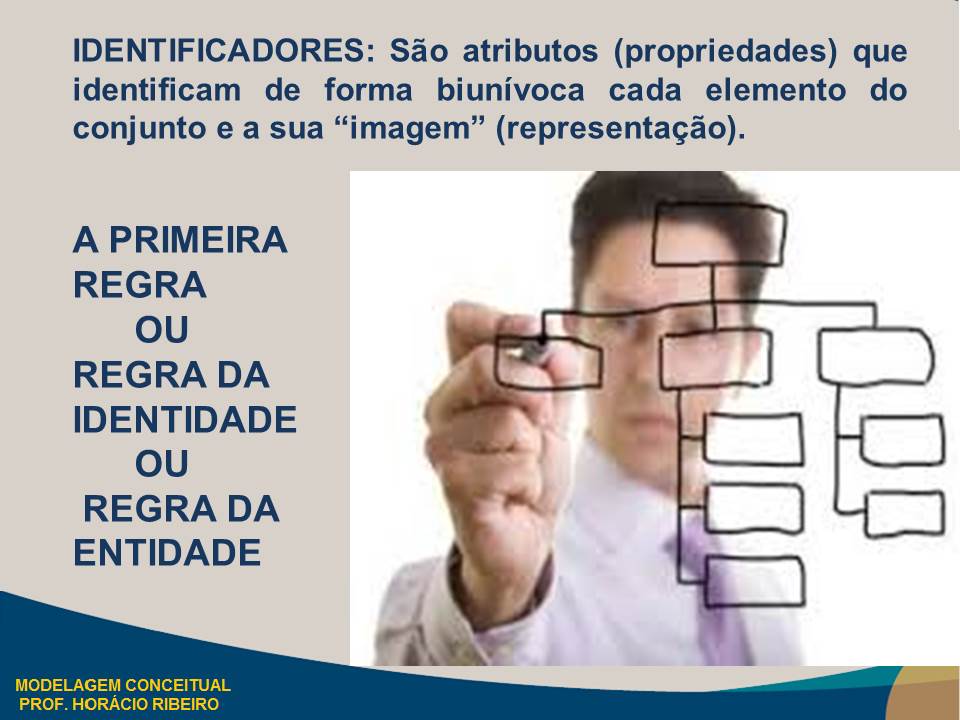 IDENTIFICADORES: São atributos (propriedades) que
identificam de forma biunívoca cada elemento do
conjunto e a sua “imagem” (representação).
A PRIMEIRA
REGRA
OU
REGRA DA
IDENTIDADE
OU
REGRA DA
ENTIDADE
MODELAGEM CONCEITUAL
PROF. HORÁCIO RIBEIRO